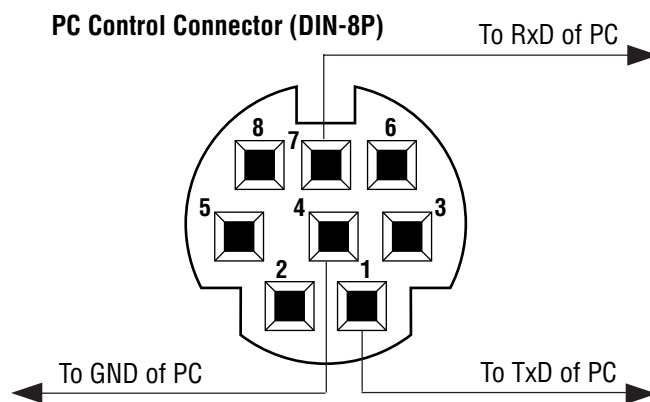 PC Control Connector (DIN-8P)
To RxD of PC
8 7 6
5 4 3
2 1
To GND of PC
To TxD of PC